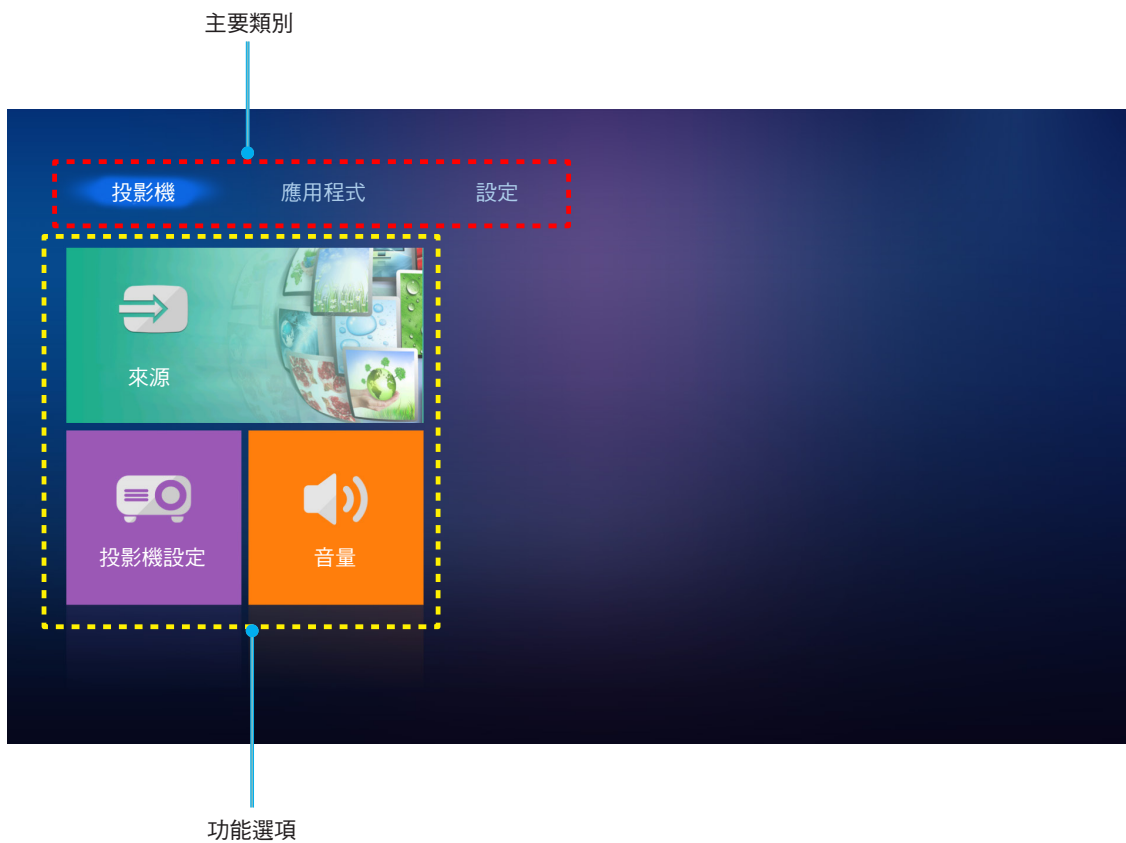 主要類別
投影機 應用程式 設定
來源
投影機設定 音量
功能選項